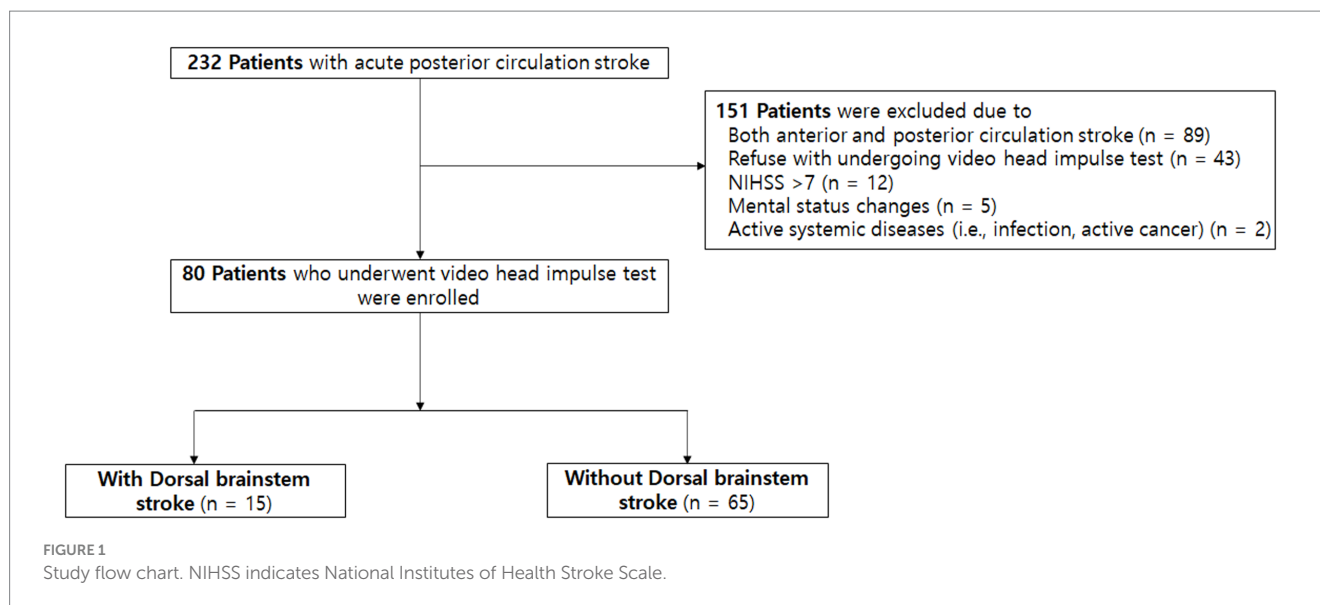 232 Patients with acute posterior circulation stroke
151 Patients were excluded due to
Both anterior and posterior circulation stroke (n = 89)
Refuse with undergoing video head impulse test (n = 43)
NIHSS >7 (n = 12)
Mental status changes (n = 5)
Active systemic diseases (i.e., infection, active cancer) (n = 2)
80 Patients who underwent video head impulse test
were enrolled
With Dorsal brainstem
stroke (n = 15)
Without Dorsal brainstem
stroke (n = 65)
FIGURE 1
Study flow chart. NIHSS indicates National Institutes of Health Stroke Scale.